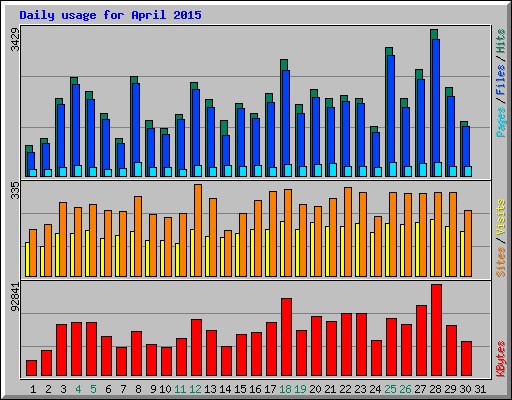 Daily usage for April 2015
3429
Pages/Files/Hits
335
Sites/Visits
92841
KBytes
1 2 3 4 5 6 7 8 9 10 11 12 13 14 15 16 17 18 19 20 21 22 23 24 25 26 27 28 29 30 31